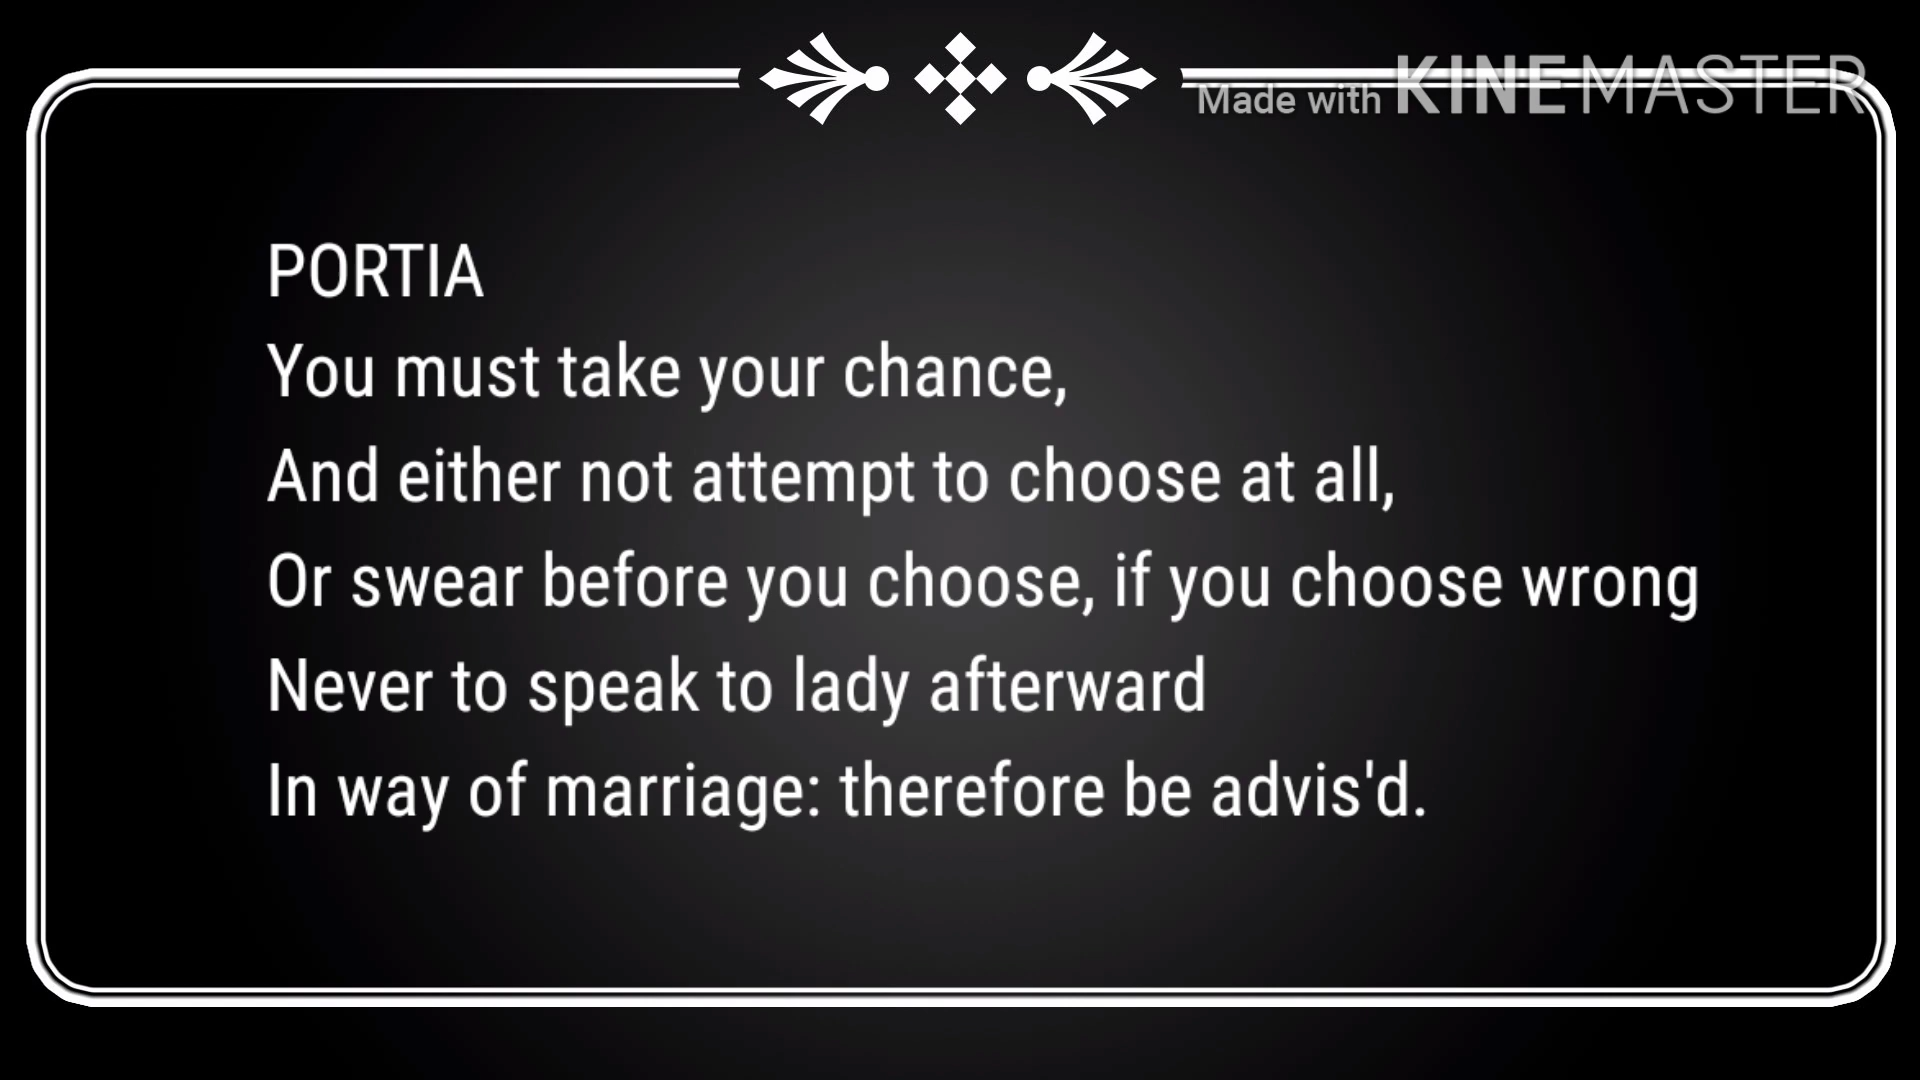 Made with KINEMASTER
PORTIA
You must take your chance,
And either not attempt to choose at all,
Or swear before you choose, if you choose wrong
Never to speak to lady afterward
In way of marriage: therefore be advis'd.